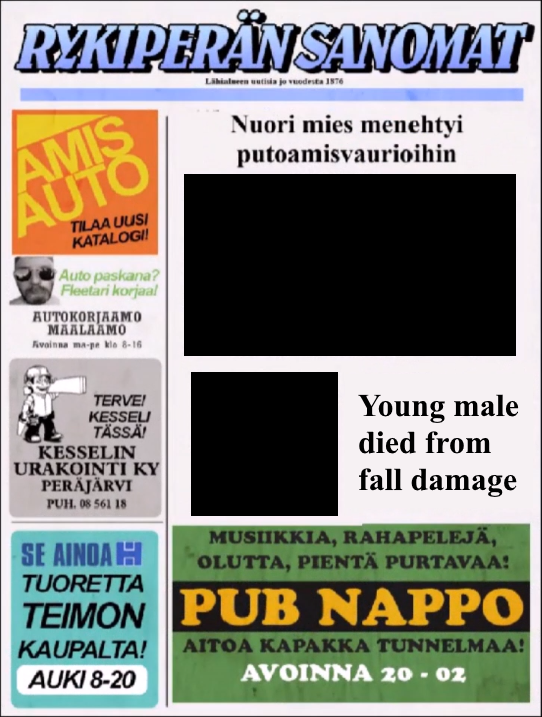 RYKIPERÄN SANOMAT
Lähialueen uutisia jo vuodesta 1876
AMIS
AUTO
TILAA UUSI
KATALOGI!
Auto paskana?
Fleetari korjaa!
AUTOKORJAAMO
MAALAAMO
Avoinna ma-pe klo 8-16
TERVE!
KESSELI
TÄSSÄ!
KESSELIN
URAKOINTI KY
PERÄJÄRVI
PUH. 08 561 18
SE AINOA H
TUORETTA
TEIMON
KAUPALTA!
AUKI 8-20
Nuori mies menehtyi
putoamisvaurioihin
Young male
died from
fall damage
MUSIIKKIA, RAHAPELEJÄ,
OLUTTA, PIENTÄ PURTAVAA!
PUB NAPPO
AITOA KAPAKKA TUNNELMAA!
AVOINNA 20 - 02